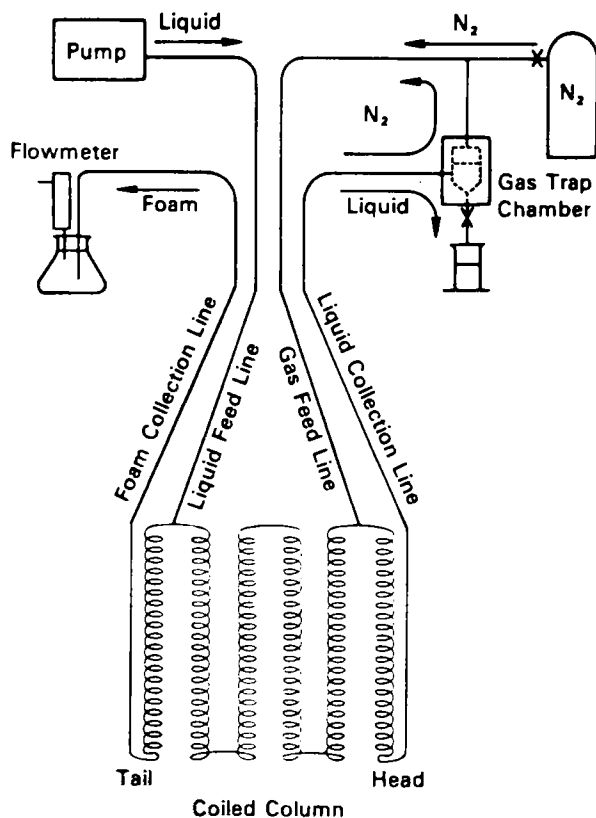 Liquid
Pump
N₂
N₂
N₂
Flowmeter
Foam
Liquid
Gas Trap
Chamber
Foam Collection Line
Liquid Feed Line
Gas Feed Line
Liquid Collection Line
Tail
Head
Coiled Column